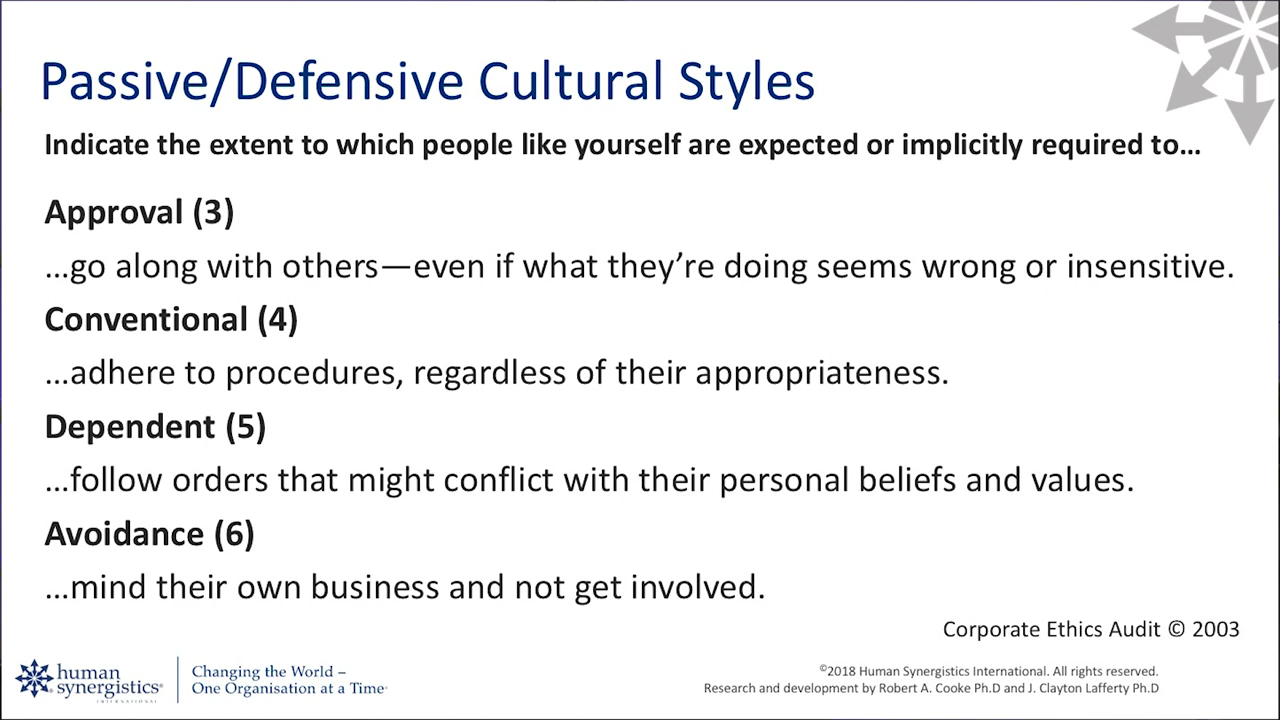 Passive/Defensive Cultural Styles
Indicate the extent to which people like yourself are expected or implicitly required to…
Approval (3)
…go along with others—even if what they’re doing seems wrong or insensitive.
Conventional (4)
…adhere to procedures, regardless of their appropriateness.
Dependent (5)
…follow orders that might conflict with their personal beliefs and values.
Avoidance (6)
…mind their own business and not get involved.
Corporate Ethics Audit © 2003
human
synergistics®
INTERNATIONAL
Changing the World –
One Organisation at a Time
©2018 Human Synergistics International. All rights reserved.
Research and development by Robert A. Cooke Ph.D and J. Clayton Lafferty Ph.D